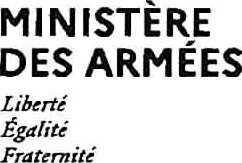 MINISTÈRE
DES ARMÉES
Liberté
Égalité
Fraternité